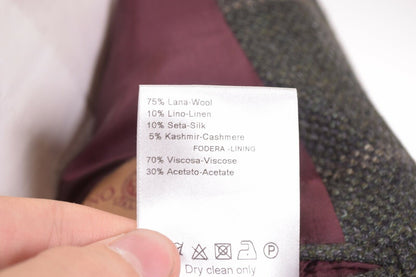 75% Lana-Wool
10% Lino-Linen
10% Seta-Silk
5% Kashmir-Cashmere
FODERA -LINING
70% Viscosa-Viscose
30% Acetato-Acetate
P
Dry clean only